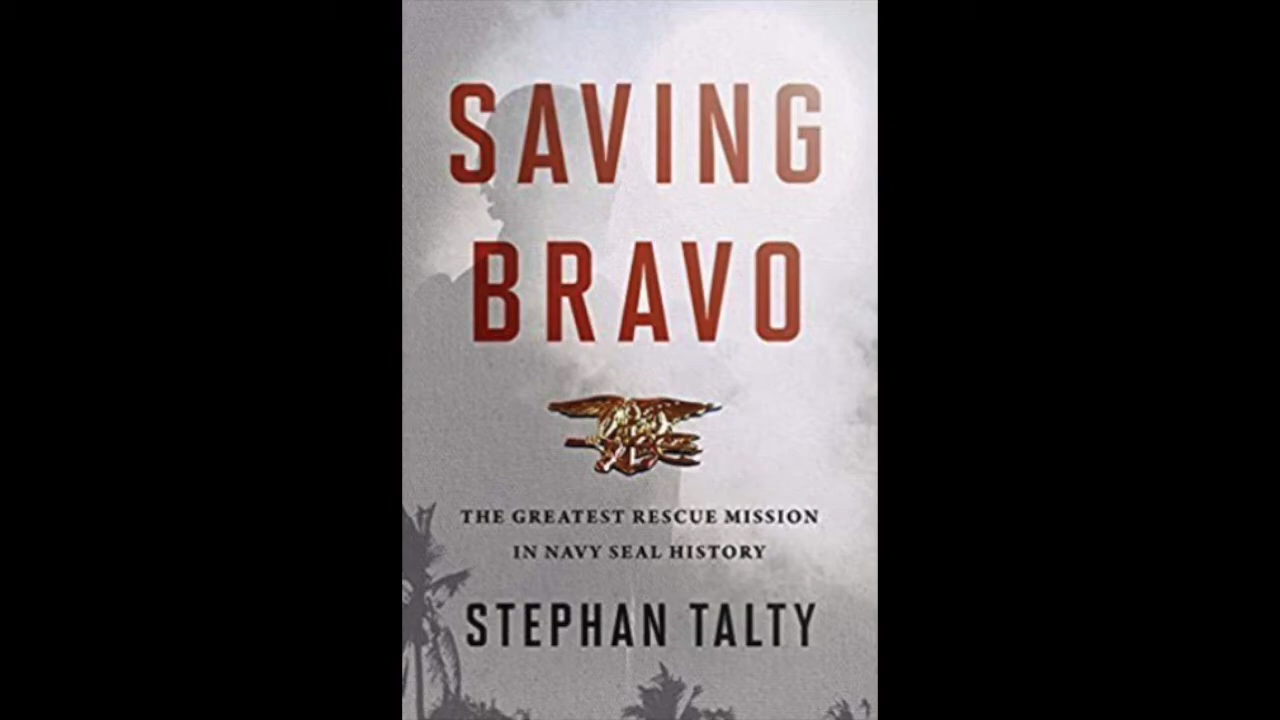 SAVING
BRAVO
THE GREATEST RESCUE MISSION
IN NAVY SEAL HISTORY
STEPHAN TALTY